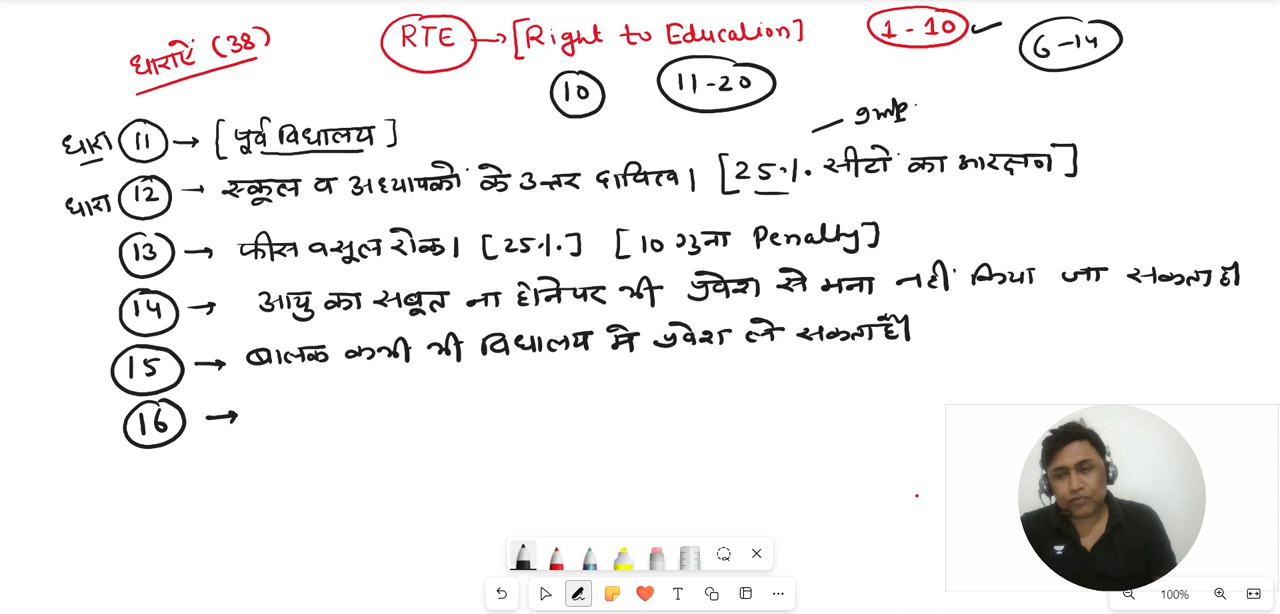 धाराऐं (38) RTE → [Right to Education] 1-10 6-14
10 11-20
धारा 11 → [पूर्व विद्यालय]
Imp.
धारा 12 → स्कूल व अध्यापको के उत्तर दायित्व। [25%. सीटो का आरक्षण]
13 → फीस वसूल रोक। [25%.] [10 गुना Penalty]
14 → आयु का सबूत ना होने पर भी प्रवेश से मना नही किया जा सकता है।
15 → बालक कभी भी विधालय मे प्रवेश ले सकता है।
16 →
100%